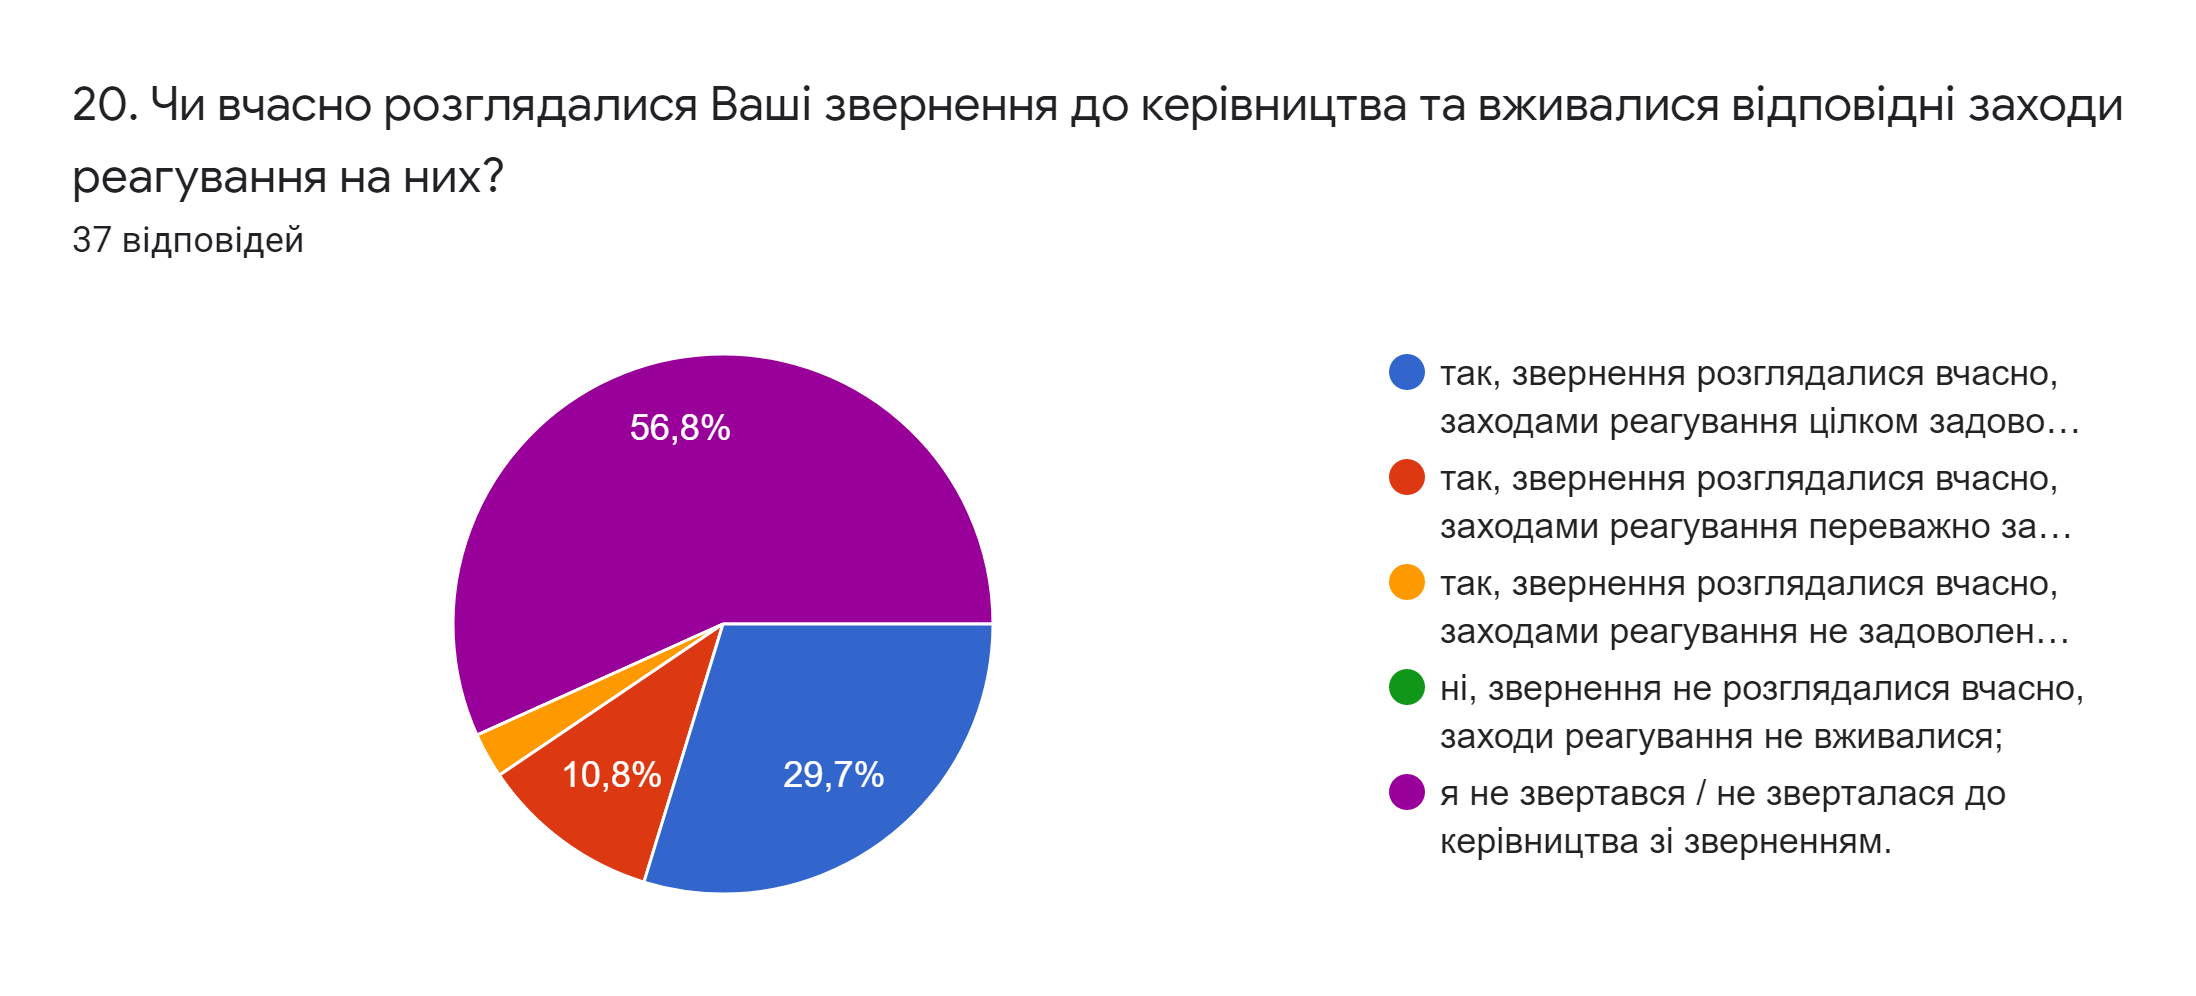 20. Чи вчасно розглядалися Ваші звернення до керівництва та вживалися відповідні заходи
реагування на них?
37 відповідей
56,8%
10,8%
29,7%
так, звернення розглядалися вчасно,
заходами реагування цілком задово…
так, звернення розглядалися вчасно,
заходами реагування переважно за…
так, звернення розглядалися вчасно,
заходами реагування не задоволен…
ні, звернення не розглядалися вчасно,
заходи реагування не вживалися;
я не звертався / не зверталася до
керівництва зі зверненням.